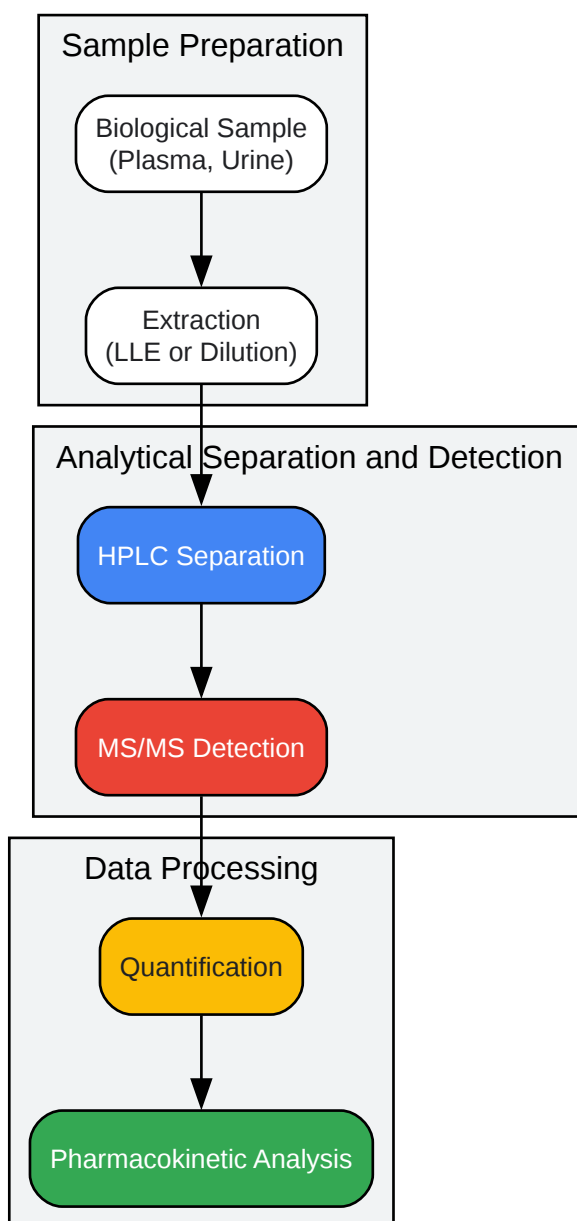 Sample Preparation
Biological Sample
(Plasma, Urine)
Extraction
(LLE or Dilution)
Analytical Separation and Detection
HPLC Separation
MS/MS Detection
Data Processing
Quantification
Pharmacokinetic Analysis